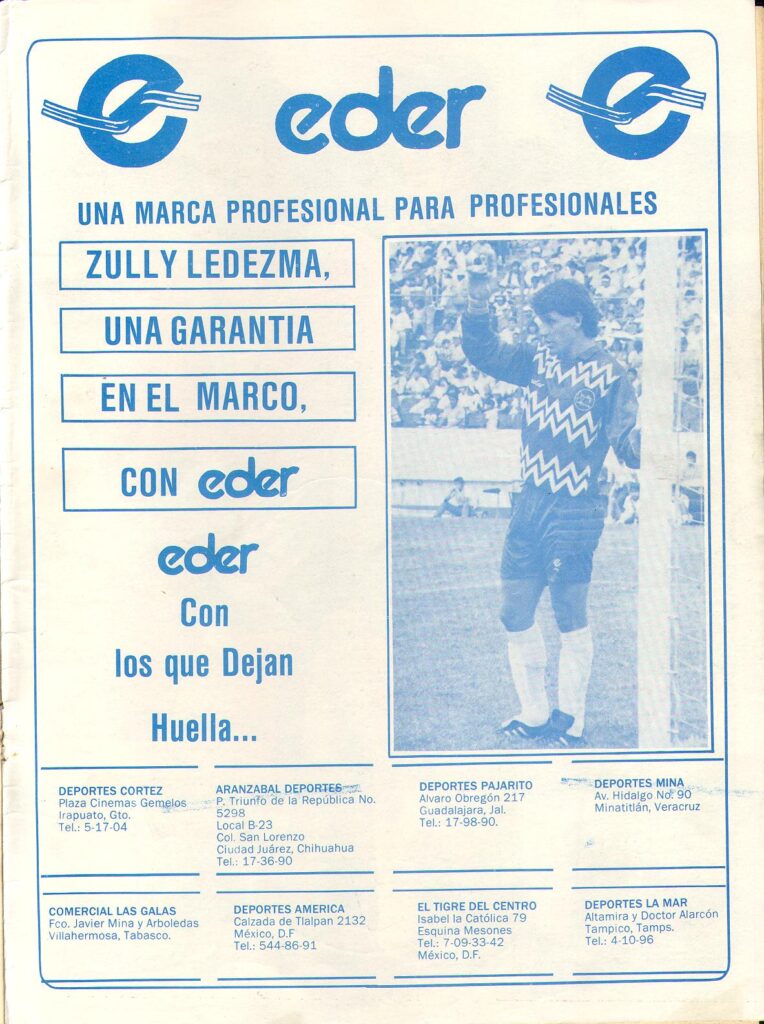 eder
UNA MARCA PROFESIONAL PARA PROFESIONALES
ZULLY LEDEZMA,
UNA GARANTIA
EN EL MARCO,
CON eder
eder
Con
los que Dejan
Huella...
DEPORTES CORTEZ
Plaza Cinemas Gemelos
Irapuato, Gto.
Tel.: 5-17-04
ARANZABAL DEPORTES
P. Triunfo de la República No.
5298
Local B-23
Col. San Lorenzo
Ciudad Juárez, Chihuahua
Tel.: 17-36-90
DEPORTES PAJARITO
Alvaro Obregón 217
Guadalajara, Jal.
Tel.: 17-98-90.
DEPORTES MINA
Av. Hidalgo No. 90
Minatitlán, Veracruz
COMERCIAL LAS GALAS
Fco. Javier Mina y Arboledas
Villahermosa, Tabasco.
DEPORTES AMERICA
Calzada de Tlalpan 2132
México, D.F
Tel.: 544-86-91
EL TIGRE DEL CENTRO
Isabel la Católica 79
Esquina Mesones
Tel.: 7-09-33-42
México, D.F.
DEPORTES LA MAR
Altamira y Doctor Alarcón
Tampico, Tamps.
Tel.: 4-10-96